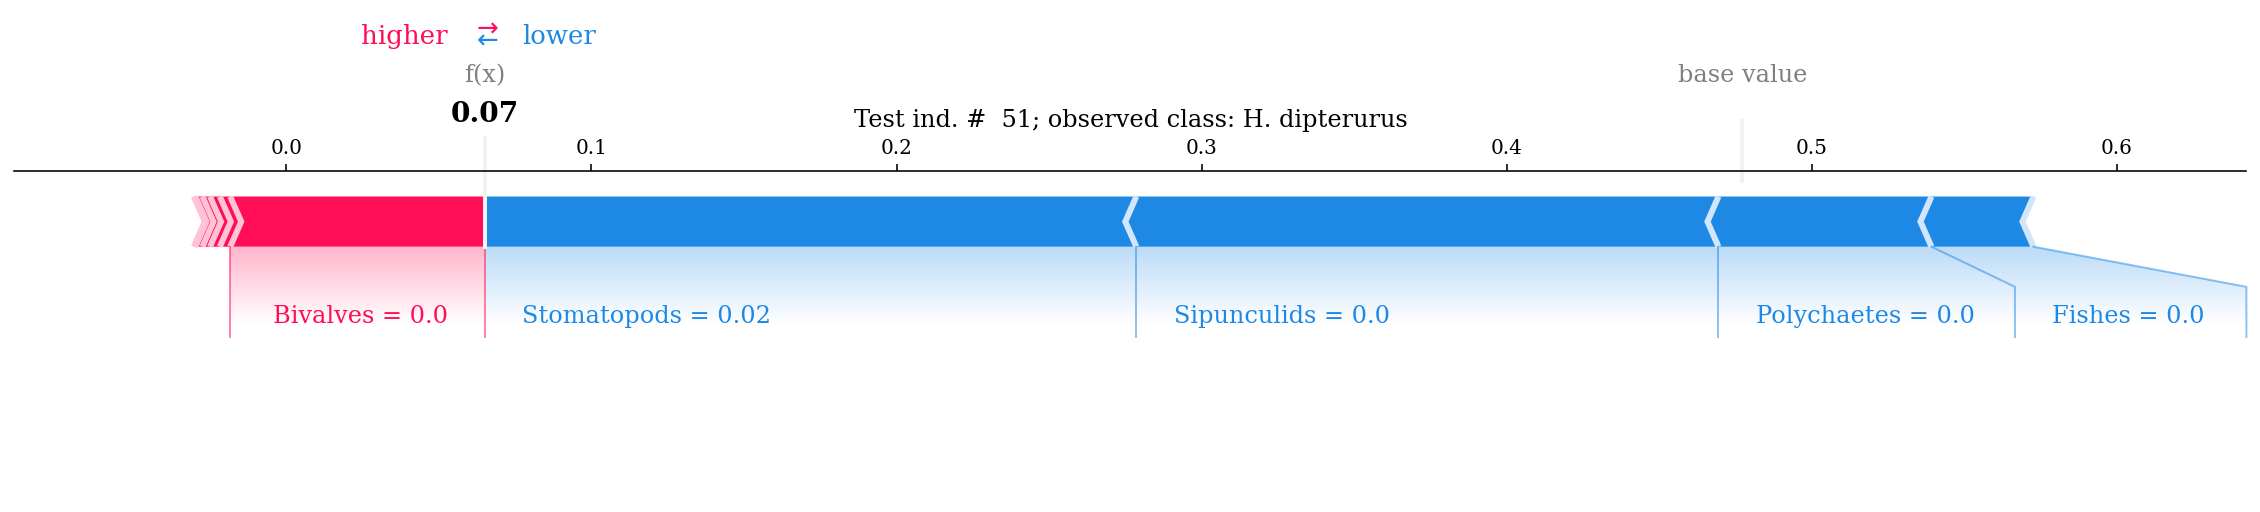 higher ⇄ lower
f(x)
base value
0.07
Test ind. #  51; observed class: H. dipterurus
0.0 0.1 0.2 0.3 0.4 0.5 0.6
Bivalves = 0.0 Stomatopods = 0.02 Sipunculids = 0.0 Polychaetes = 0.0 Fishes = 0.0